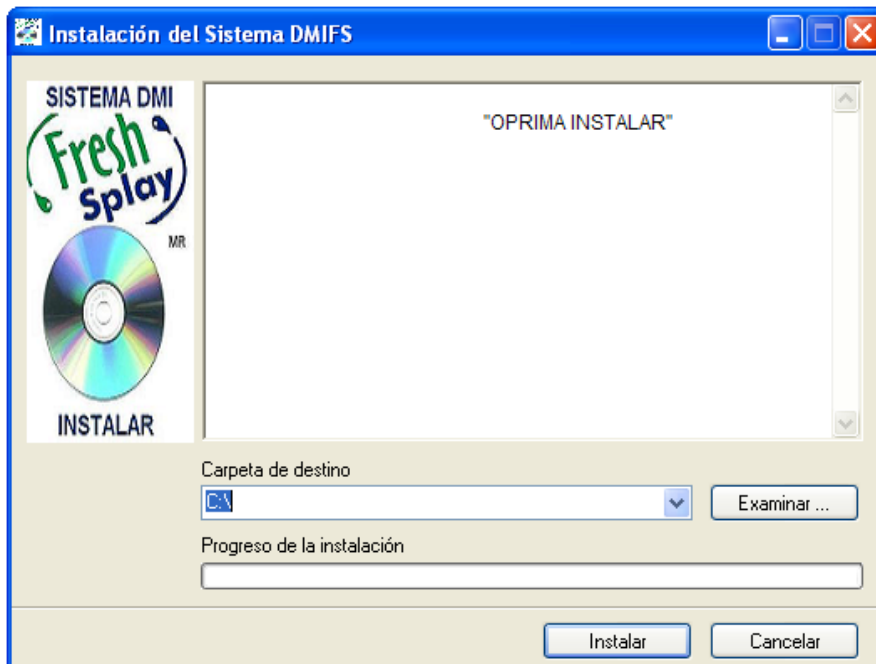 Instalación del Sistema DMIFS
SISTEMA DMI
Fresh
Splay
MR
INSTALAR
"OPRIMA INSTALAR"
Carpeta de destino
C:\
Examinar ...
Progreso de la instalación
Instalar
Cancelar